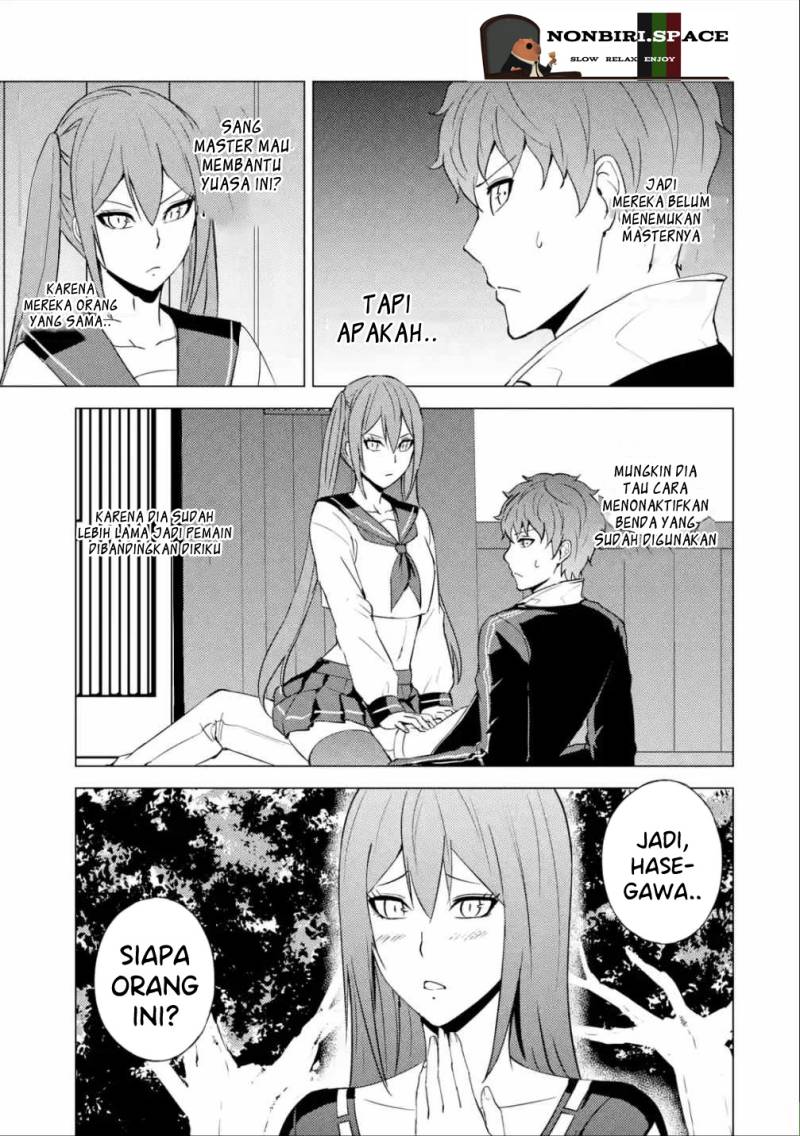 NONBIRI.SPACE
SLOW RELAX ENJOY
JADI
MEREKA BELUM
MENEMUKAN
MASTERNYA
TAPI
APAKAH..
SANG
MASTER MAU
MEMBANTU
YUASA INI?
KARENA
MEREKA ORANG
YANG SAMA..
MUNGKIN DIA
TAU CARA
MENONAKTIFKAN
BENDA YANG
SUDAH DIGUNAKAN
KARENA DIA SUDAH
LEBIH LAMA JADI PEMAIN
DIBANDINGKAN DIRIKU
JADI,
HASE-
GAWA..
SIAPA
ORANG
INI?